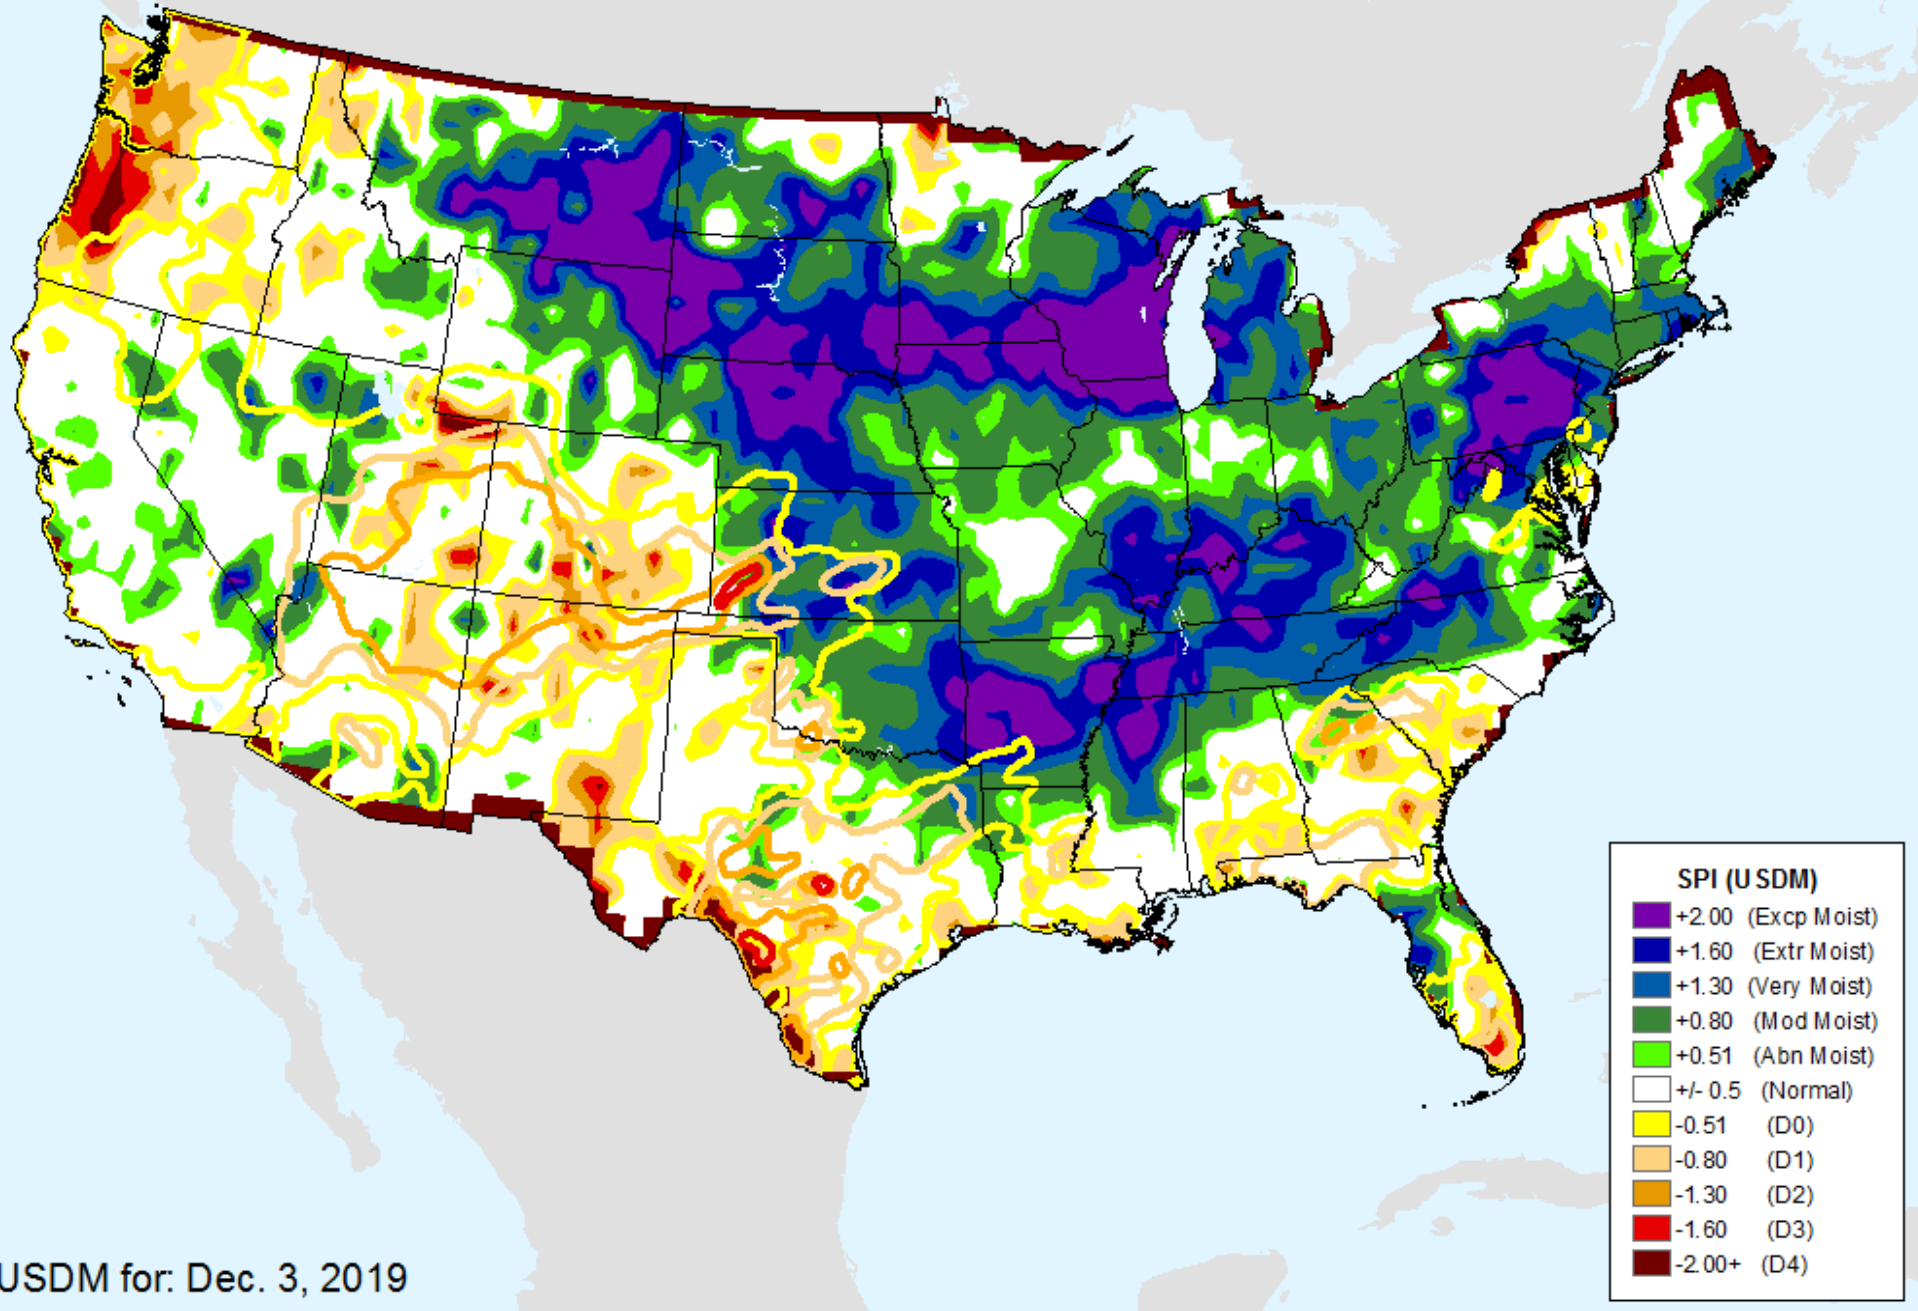 SPI (USDM)
+2.00 (Excp Moist)
+1.60 (Extr Moist)
+1.30 (Very Moist)
+0.80 (Mod Moist)
+0.51 (Abn Moist)
+/- 0.5 (Normal)
-0.51 (D0)
-0.80 (D1)
-1.30 (D2)
-1.60 (D3)
-2.00+ (D4)
USDM for: Dec. 3, 2019